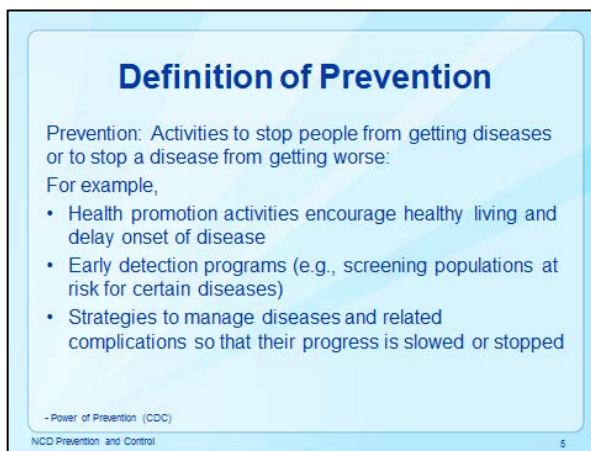 Definition of Prevention
Prevention: Activities to stop people from getting diseases
or to stop a disease from getting worse:
For example,
• Health promotion activities encourage healthy living and
delay onset of disease
• Early detection programs (e.g., screening populations at
risk for certain diseases)
• Strategies to manage diseases and related
complications so that their progress is slowed or stopped
- Power of Prevention (CDC)
NCD Prevention and Control
5